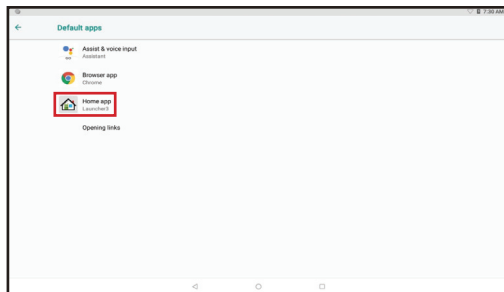 7:30 AM
Default apps
Assist & voice input
Assistant
Browser app
Chrome
Home app
Launcher3
Opening links